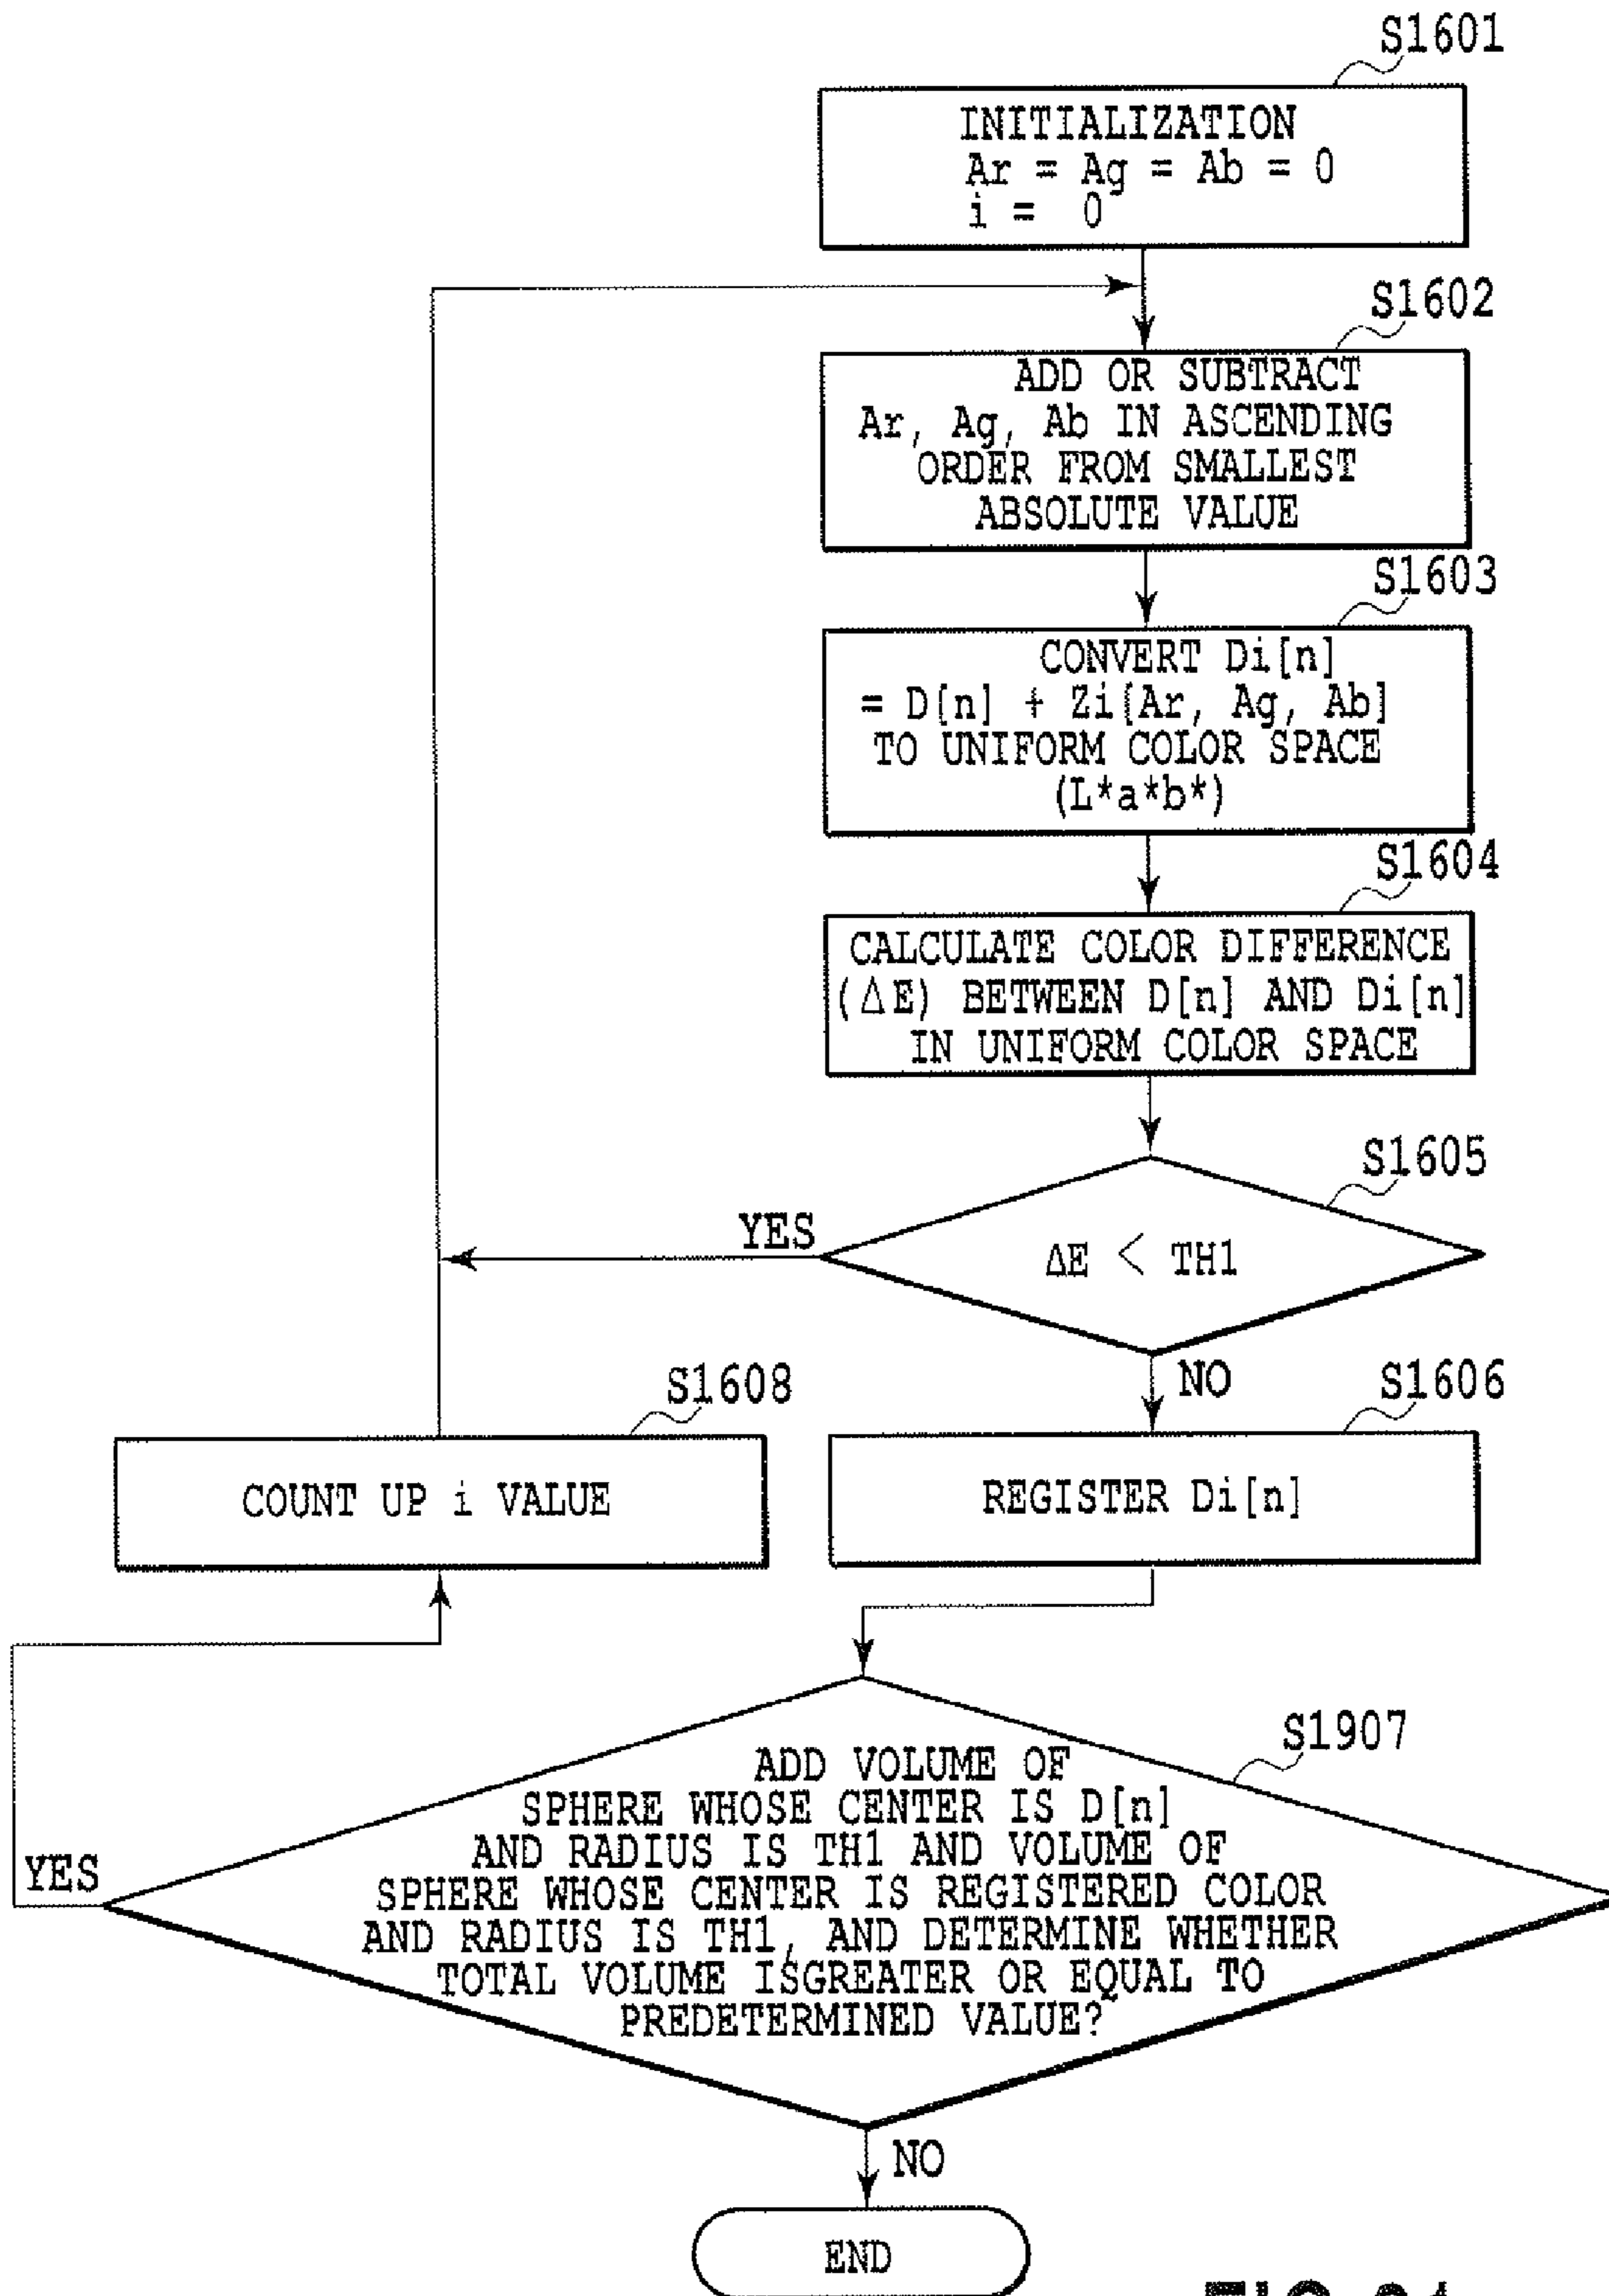 S1601
INITIALIZATION
Ar = Ag = Ab = 0
i = 0
S1602
ADD OR SUBTRACT
Ar, Ag, Ab IN ASCENDING
ORDER FROM SMALLEST
ABSOLUTE VALUE
S1603
CONVERT Di[n]
= D[n] + Zi[Ar, Ag, Ab]
TO UNIFORM COLOR SPACE
(L*a*b*)
S1604
CALCULATE COLOR DIFFERENCE
(ΔE) BETWEEN D[n] AND Di[n]
IN UNIFORM COLOR SPACE
S1605
YES
ΔE < TH1
NO
S1608
S1606
COUNT UP i VALUE
REGISTER Di[n]
S1907
ADD VOLUME OF
SPHERE WHOSE CENTER IS D[n]
AND RADIUS IS TH1 AND VOLUME OF
SPHERE WHOSE CENTER IS REGISTERED COLOR
AND RADIUS IS TH1, AND DETERMINE WHETHER
TOTAL VOLUME ISGREATER OR EQUAL TO
PREDETERMINED VALUE?
YES
NO
END